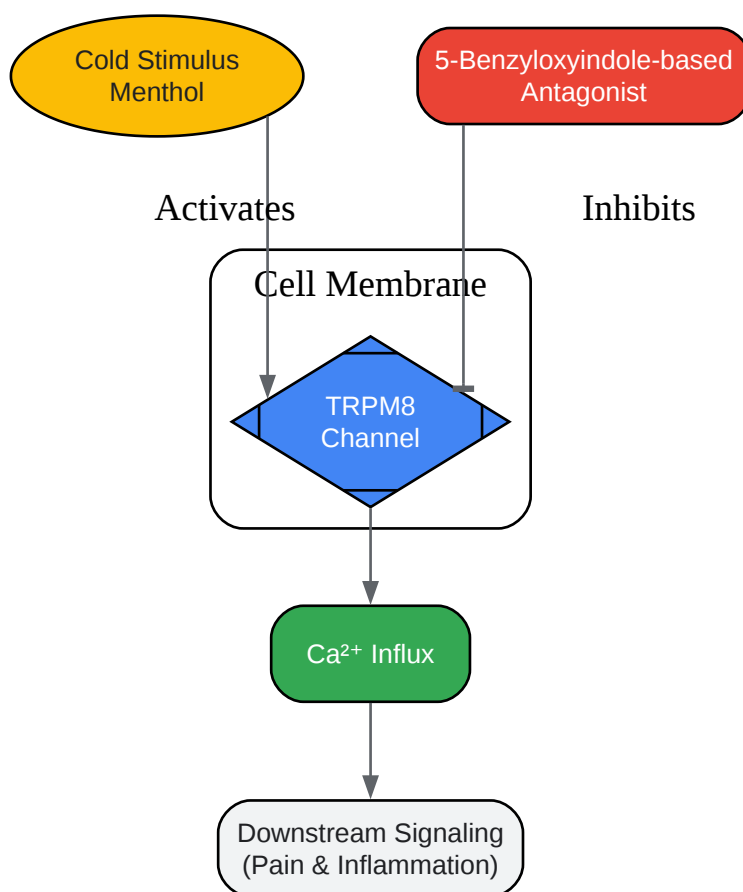 Cold Stimulus
Menthol
5-Benzyloxyindole-based
Antagonist
Activates
Inhibits
Cell Membrane
TRPM8
Channel
Ca²⁺ Influx
Downstream Signaling
(Pain & Inflammation)